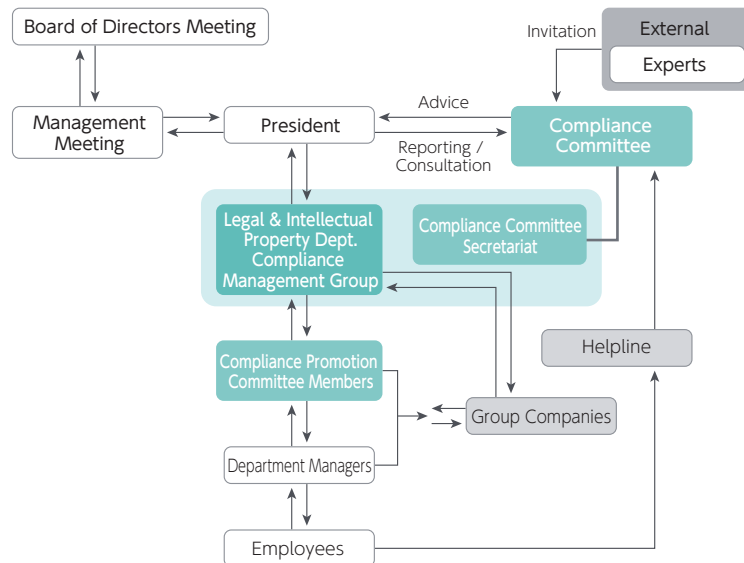 Board of Directors Meeting
Invitation
External
Experts
Management
Meeting
President
Advice
Reporting /
Consultation
Compliance
Committee
Legal & Intellectual
Property Dept.
Compliance
Management Group
Compliance Committee
Secretariat
Compliance Promotion
Committee Members
Helpline
Group Companies
Department Managers
Employees